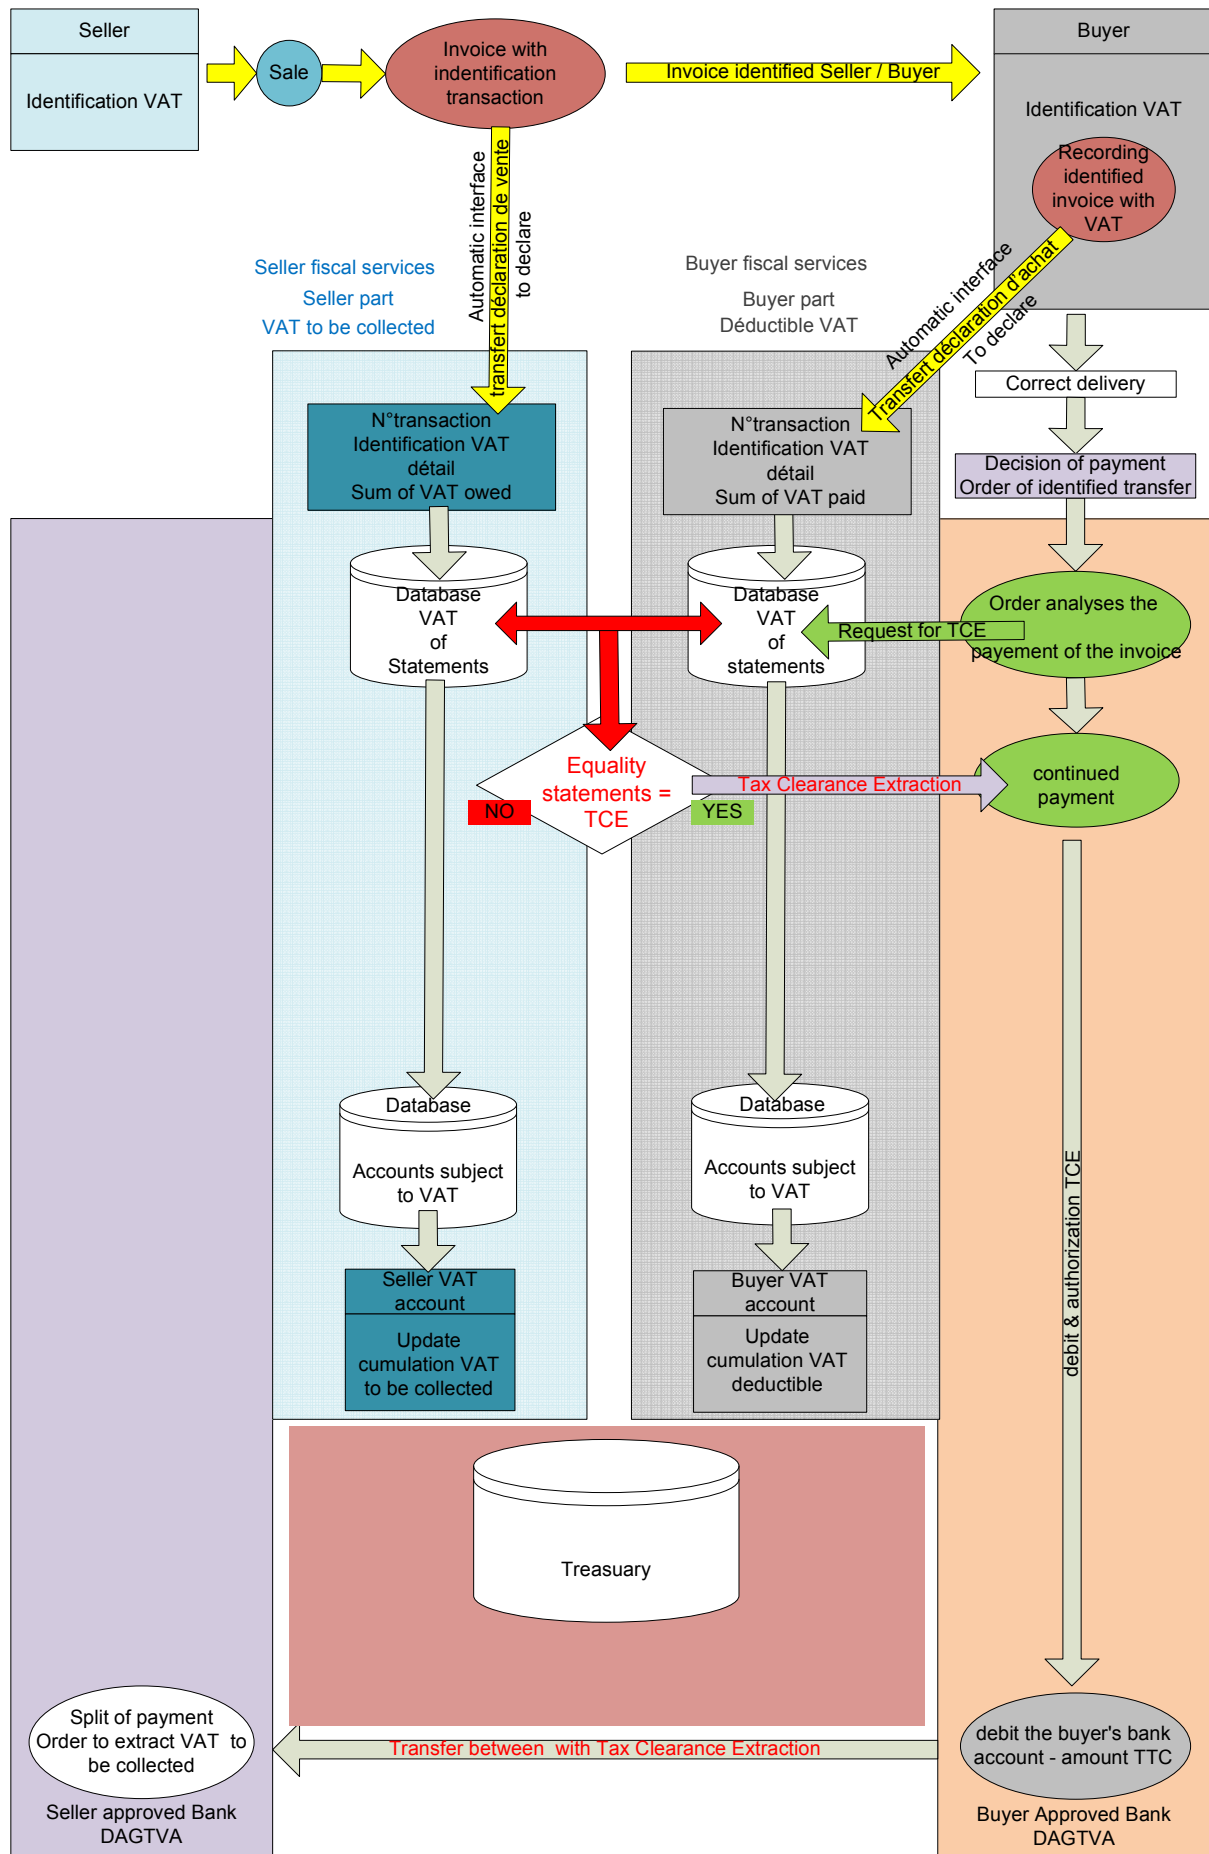 Seller
Identification VAT
Sale
Invoice with
indentification
transaction
Invoice identified Seller / Buyer
Buyer
Identification VAT
Recording
identified
invoice with
VAT
Automatic interface
transfert déclaration de vente
to declare
Automatic interface
Transfert déclaration d'achat
To declare
Seller fiscal services
Seller part
VAT to be collected
Buyer fiscal services
Buyer part
Déductible VAT
Correct delivery
Decision of payment
Order of identified transfer
N°transaction
Identification VAT
détail
Sum of VAT owed
N°transaction
Identification VAT
détail
Sum of VAT paid
Database
VAT
of
Statements
Database
VAT
of
statements
Request for TCE
Order analyses the
payement of the invoice
Equality
statements =
TCE
NO
YES
Tax Clearance Extraction
continued
payment
Database
Accounts subject
to VAT
Database
Accounts subject
to VAT
Seller VAT
account
Update
cumulation VAT
to be collected
Buyer VAT
account
Update
cumulation VAT
deductible
debit & authorization TCE
Treasuary
Split of payment
Order to extract VAT to
be collected
Transfer between with Tax Clearance Extraction
debit the buyer's bank
account - amount TTC
Seller approved Bank
DAGTVA
Buyer Approved Bank
DAGTVA